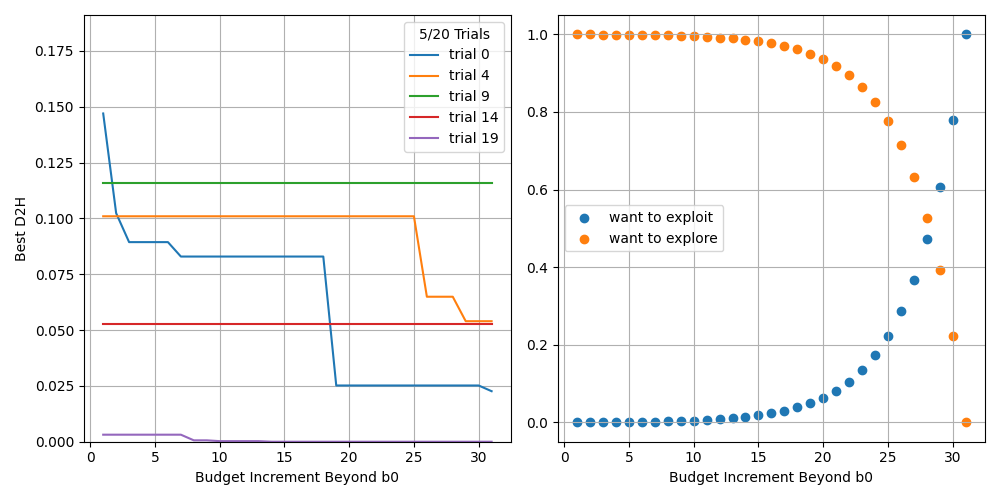 5/20 Trials
trial 0
trial 4
trial 9
trial 14
trial 19
0.175
0.150
0.125
0.100
0.075
0.050
0.025
0.000
Best D2H
0 5 10 15 20 25 30
Budget Increment Beyond b0
1.0
0.8
0.6
0.4
0.2
0.0
want to exploit
want to explore
0 5 10 15 20 25 30
Budget Increment Beyond b0